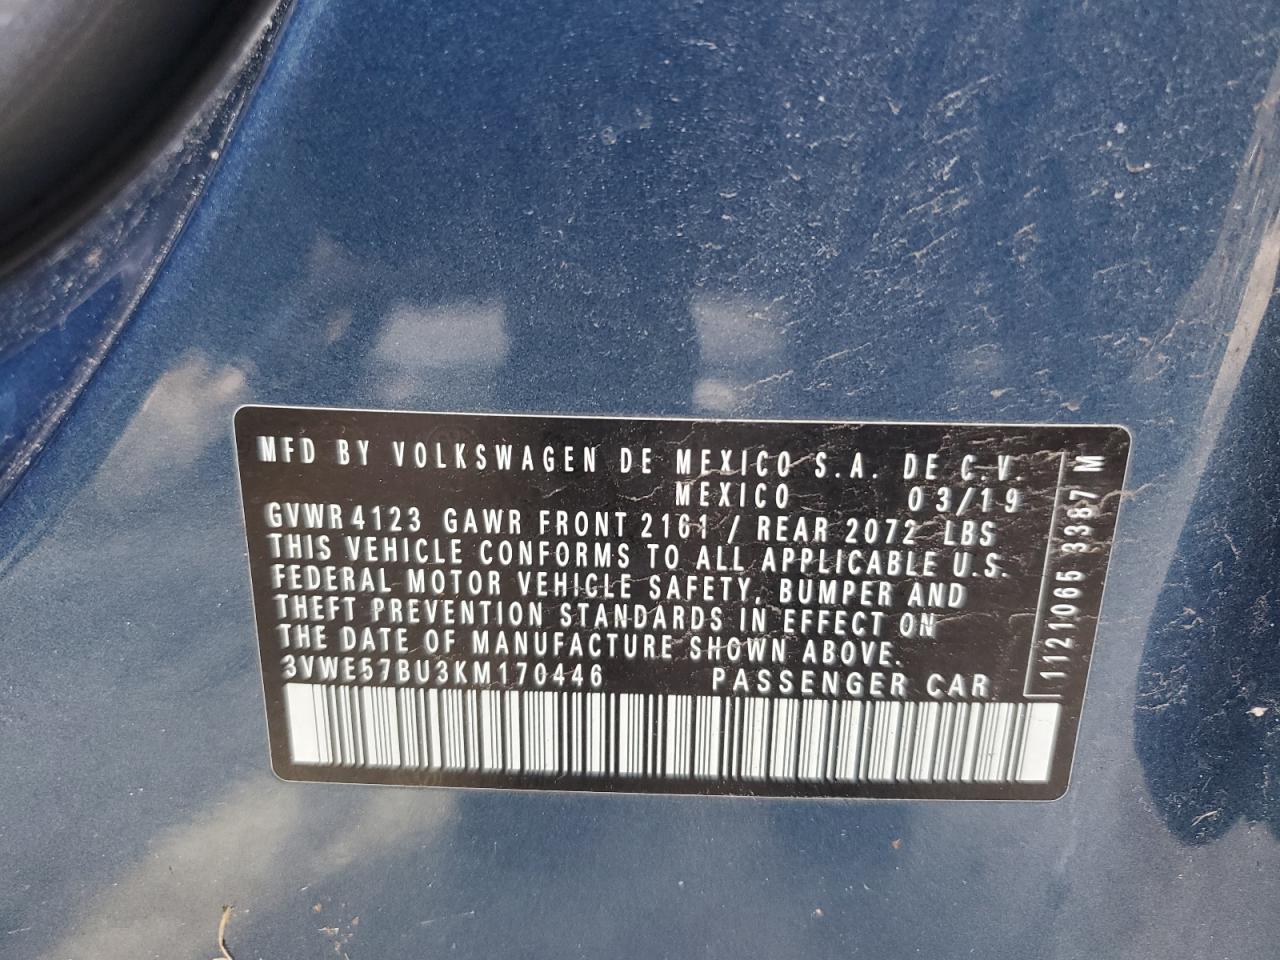 MFD BY VOLKSWAGEN DE MEXICO S.A. DE C.V.
MEXICO 03/19
GVWR 4123 GAWR FRONT 2161 / REAR 2072 LBS
THIS VEHICLE CONFORMS TO ALL APPLICABLE U.S.
FEDERAL MOTOR VEHICLE SAFETY, BUMPER AND
THEFT PREVENTION STANDARDS IN EFFECT ON
THE DATE OF MANUFACTURE SHOWN ABOVE.
3VWE57BU3KM170446 PASSENGER CAR
1121065 3387 M